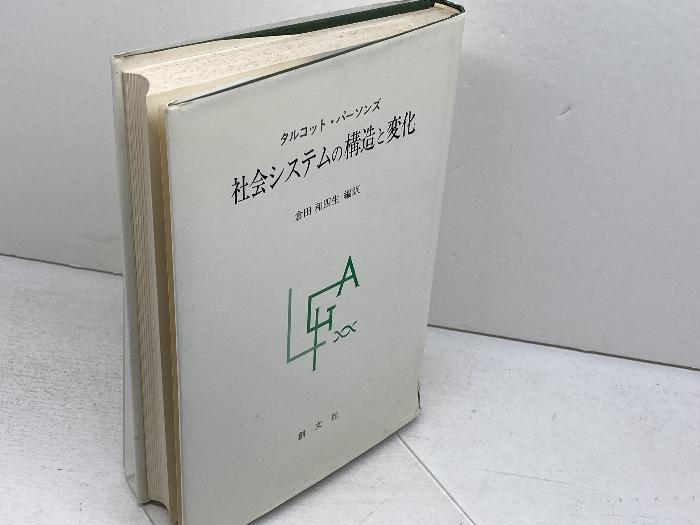 タルコット・パーソンズ
社会システムの構造と変化
倉田和四生 編訳
A
G
I
L
創文社